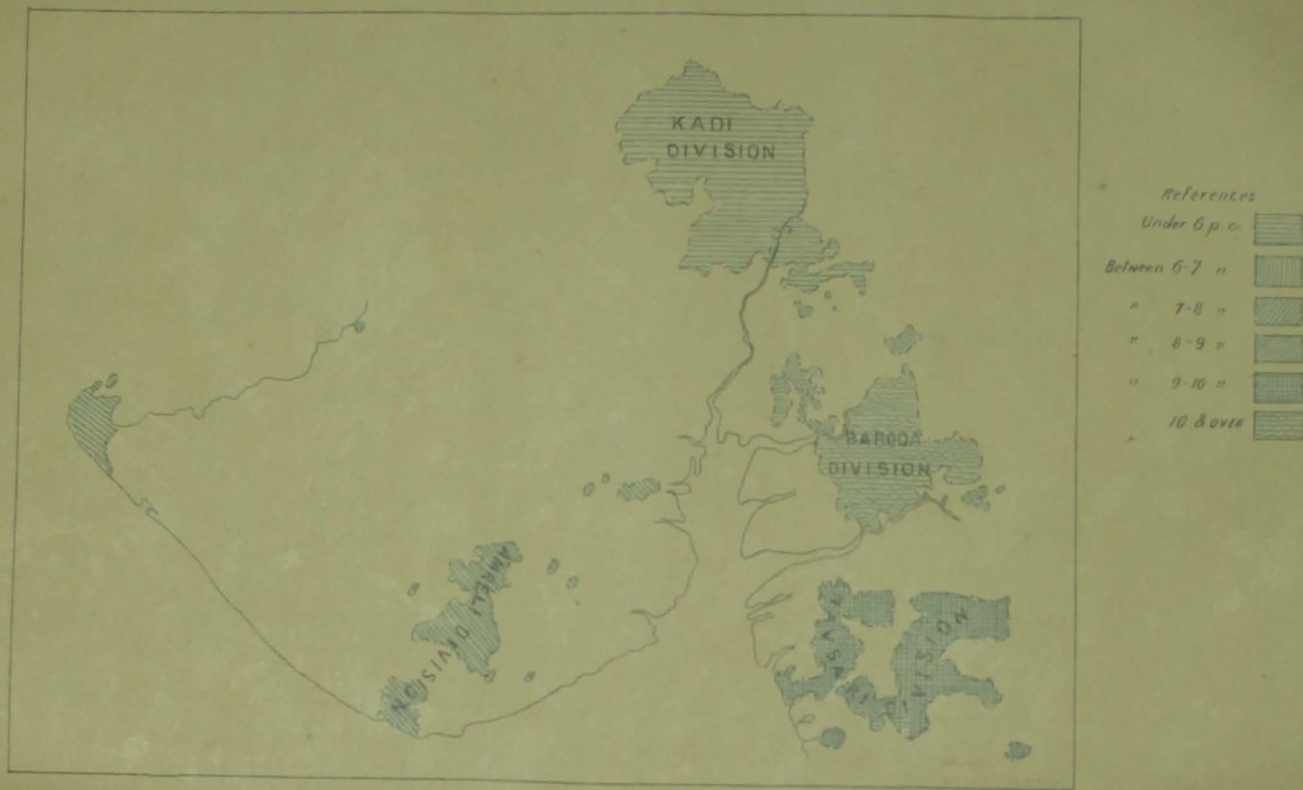 KADI
DIVISION
BARODA
DIVISION
AMRELI DIVISION
NAVSARI DIVISION
References
Under 6 p.c.
Between 6-7 "
" 7-8 "
" 8-9 "
" 9-10 "
" 10 & over